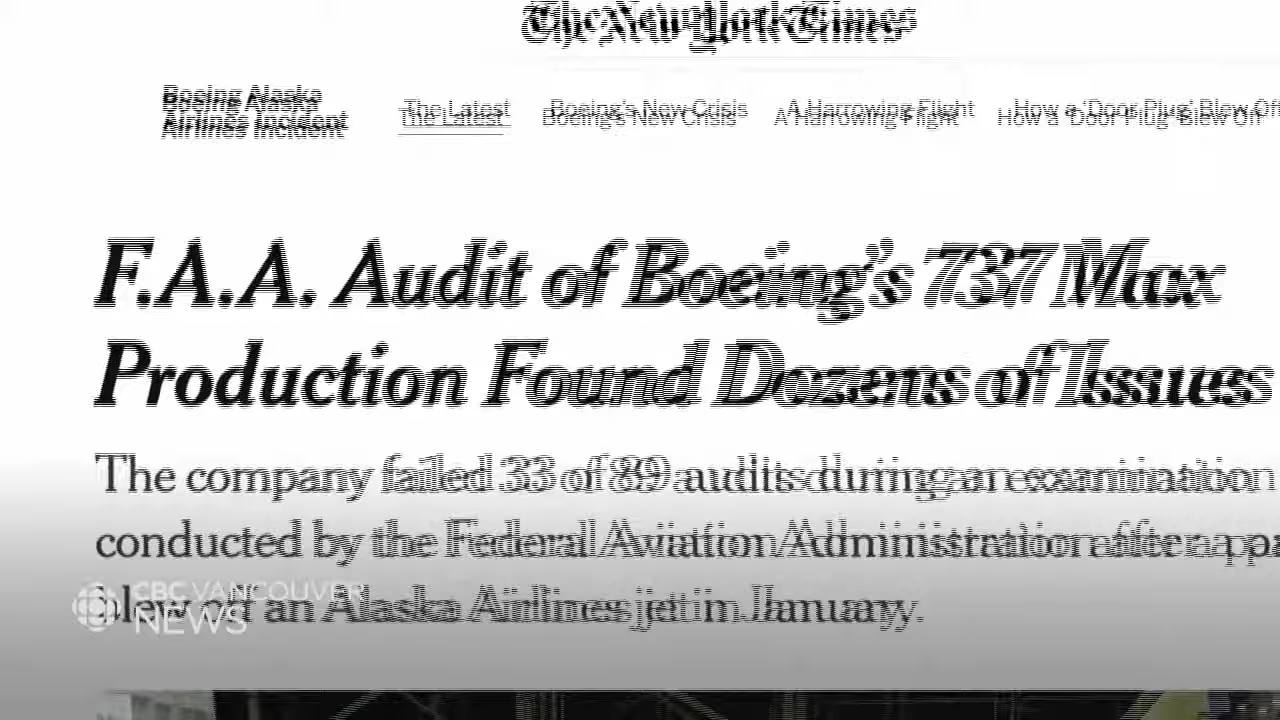 The New York Times
Boeing Alaska
Airlines Incident
The Latest
Boeing's New Crisis
A Harrowing Flight
How a 'Door Plug' Blew Off
F.A.A. Audit of Boeing's 737 Max
Production Found Dozens of Issues
The company failed 33 of 89 audits during an examination
conducted by the Federal Aviation Administration after a pa
blew off an Alaska Airlines jet in January.
CBC VANCOUVER
NEWS